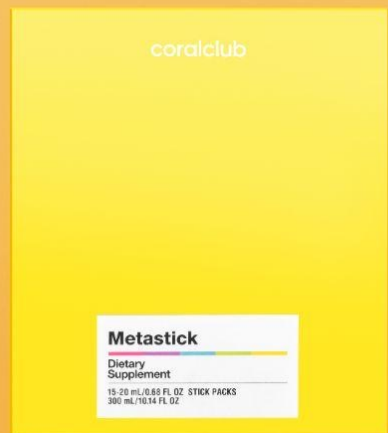 coralclub
Metastick
Dietary
Supplement
15-20 mL/0.68 FL OZ STICK PACKS
300 mL/10.14 FL OZ